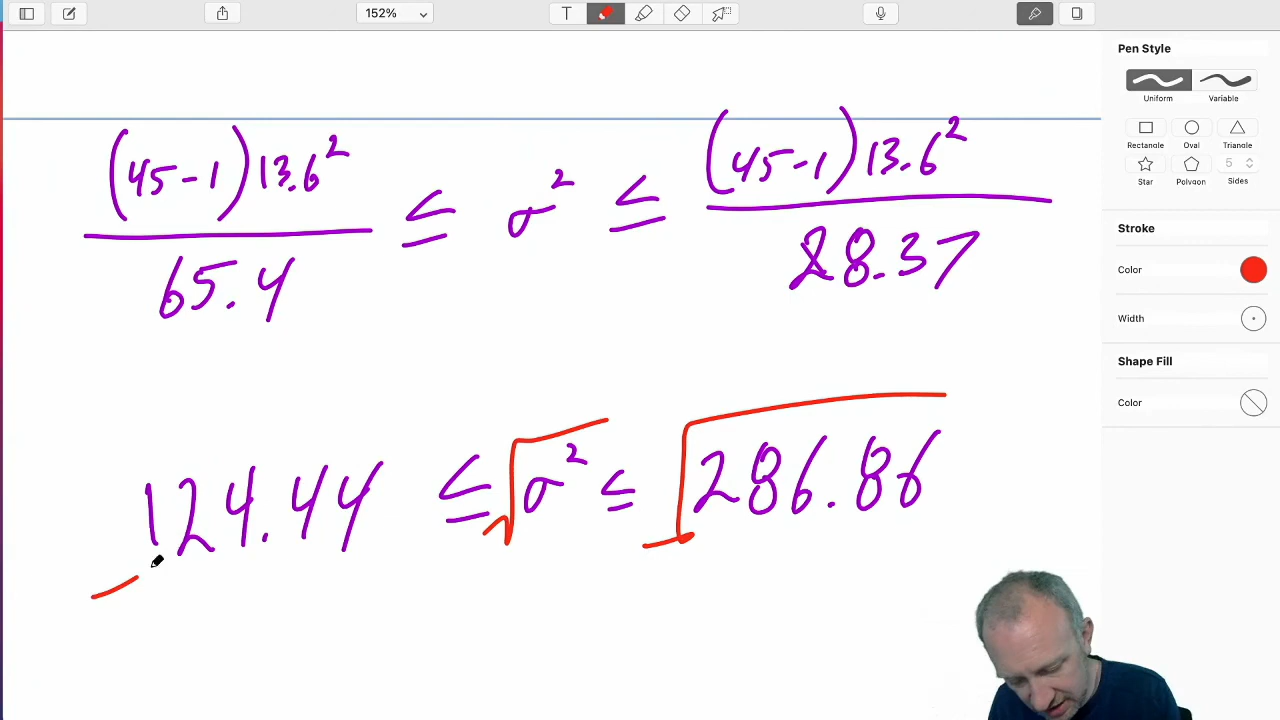 152%
T
Pen Style
Uniform Variable
Rectangle Oval Triangle
5
Star Polygon Sides
Stroke
Color
Width
Shape Fill
Color
(45-1)13.6² / 65.4 ≤ σ² ≤ (45-1)13.6² / 28.37
124.44 ≤ √σ² ≤ √286.86